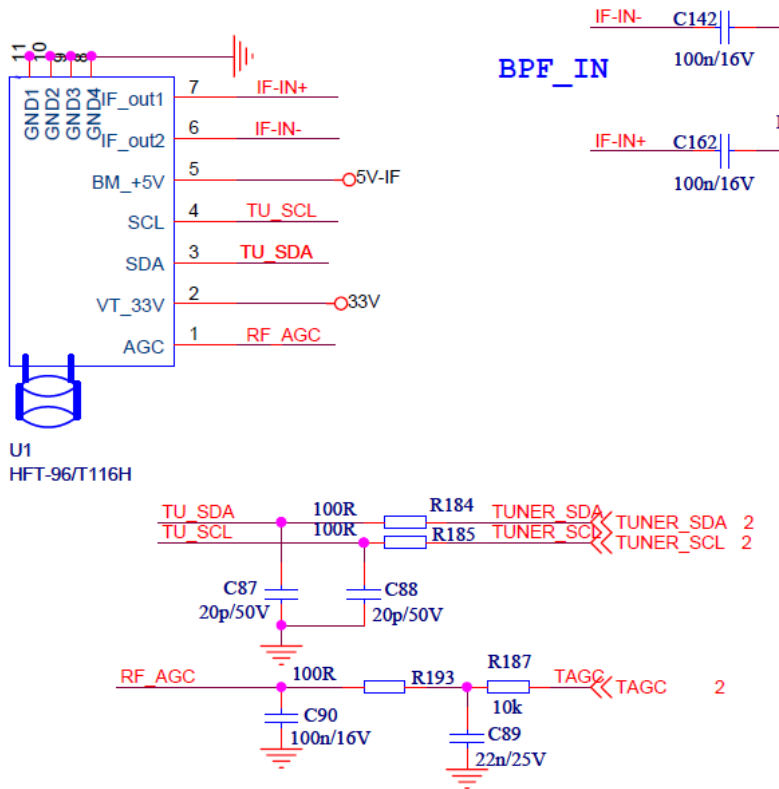 IF-IN- C142
100n/16V
BPF_IN
IF-IN+ C162
100n/16V
11 10 9 8
GND1 GND2 GND3 GND4
IF_out1 7 IF-IN+
IF_out2 6 IF-IN-
BM_+5V 5 5V-IF
SCL 4 TU_SCL
SDA 3 TU_SDA
VT_33V 2 33V
AGC 1 RF_AGC
U1
HFT-96/T116H
TU_SDA 100R R184 TUNER_SDA TUNER_SDA 2
TU_SCL 100R R185 TUNER_SCL TUNER_SCL 2
C87 C88
20p/50V 20p/50V
R187
RF_AGC 100R R193 TAGC TAGC 2
10k
C90
100n/16V
C89
22n/25V